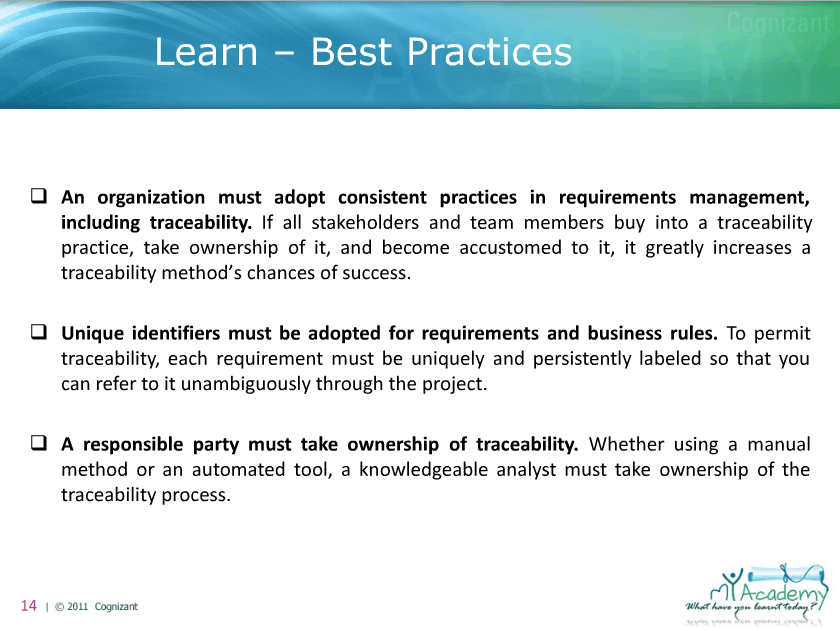 Cognizant
ACADEMY
Learn – Best Practices
❑ An organization must adopt consistent practices in requirements management,
including traceability. If all stakeholders and team members buy into a traceability
practice, take ownership of it, and become accustomed to it, it greatly increases a
traceability method’s chances of success.
❑ Unique identifiers must be adopted for requirements and business rules. To permit
traceability, each requirement must be uniquely and persistently labeled so that you
can refer to it unambiguously through the project.
❑ A responsible party must take ownership of traceability. Whether using a manual
method or an automated tool, a knowledgeable analyst must take ownership of the
traceability process.
14 | © 2011 Cognizant
myAcademy
What have you learnt today?